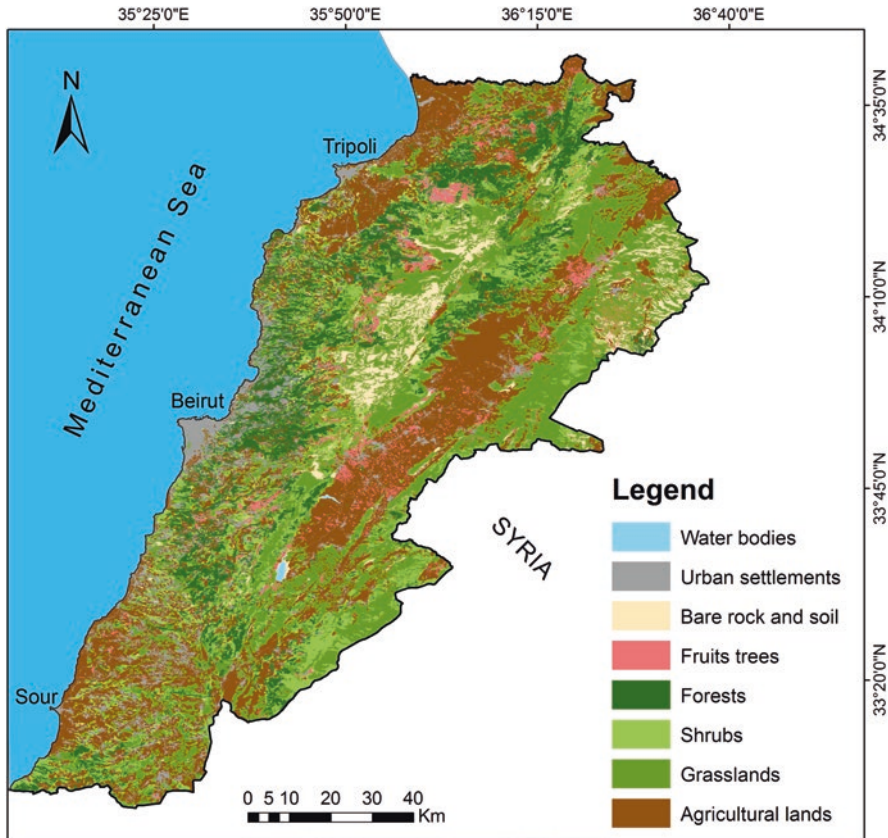 35°25'0"E 35°50'0"E 36°15'0"E 36°40'0"E
N
34°35'0"N
Tripoli
Mediterranean Sea
34°10'0"N
Beirut
33°45'0"N
Legend
SYRIA
Water bodies
Urban settlements
Bare rock and soil
Fruits trees
33°20'0"N
Sour
Forests
Shrubs
Grasslands
0 5 10 20 30 40
Km
Agricultural lands